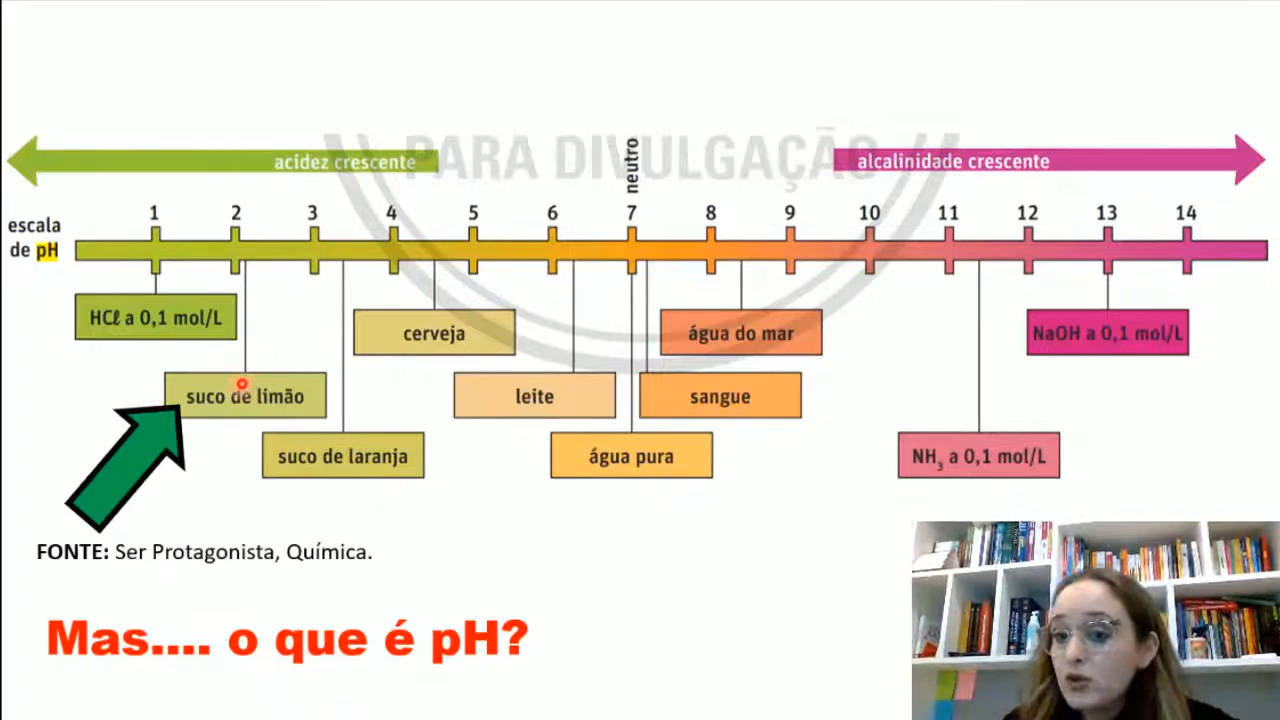 PARA DIVULGAÇÃO
acidez crescente
neutro
alcalinidade crescente
escala
de pH
1 2 3 4 5 6 7 8 9 10 11 12 13 14
HCℓ a 0,1 mol/L
cerveja
água do mar
NaOH a 0,1 mol/L
suco de limão
leite
sangue
suco de laranja
água pura
NH₃ a 0,1 mol/L
FONTE: Ser Protagonista, Química.
Mas.... o que é pH?